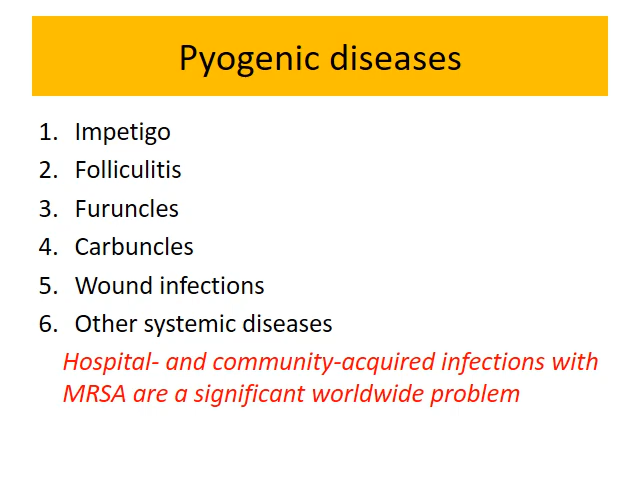 Pyogenic diseases
1. Impetigo
2. Folliculitis
3. Furuncles
4. Carbuncles
5. Wound infections
6. Other systemic diseases
Hospital- and community-acquired infections with
MRSA are a significant worldwide problem